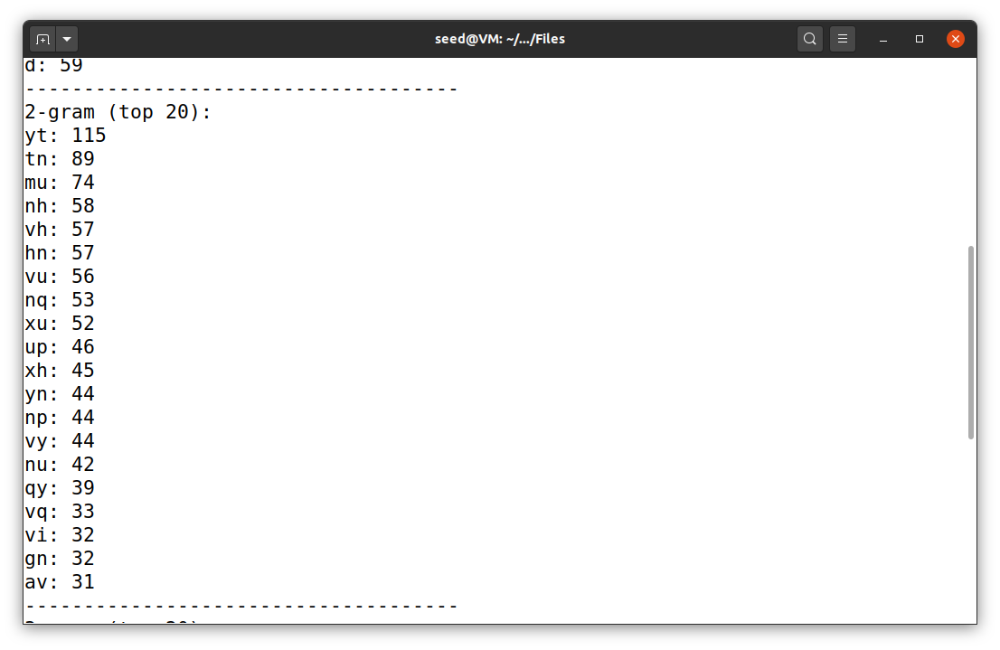 seed@VM: ~/.../Files
d: 59
-------------------------------------
2-gram (top 20):
yt: 115
tn: 89
mu: 74
nh: 58
vh: 57
hn: 57
vu: 56
nq: 53
xu: 52
up: 46
xh: 45
yn: 44
np: 44
vy: 44
nu: 42
qy: 39
vq: 33
vi: 32
gn: 32
av: 31
-------------------------------------